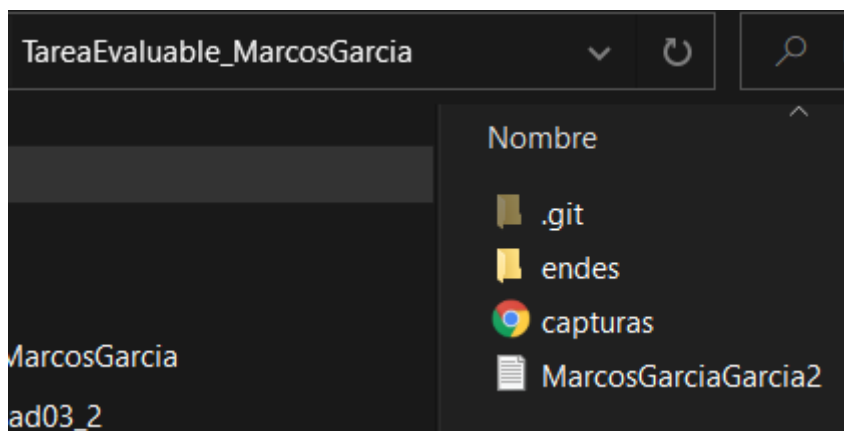 TareaEvaluable_MarcosGarcia
Nombre
.git
endes
capturas
MarcosGarcia
MarcosGarciaGarcia2
ad03_2